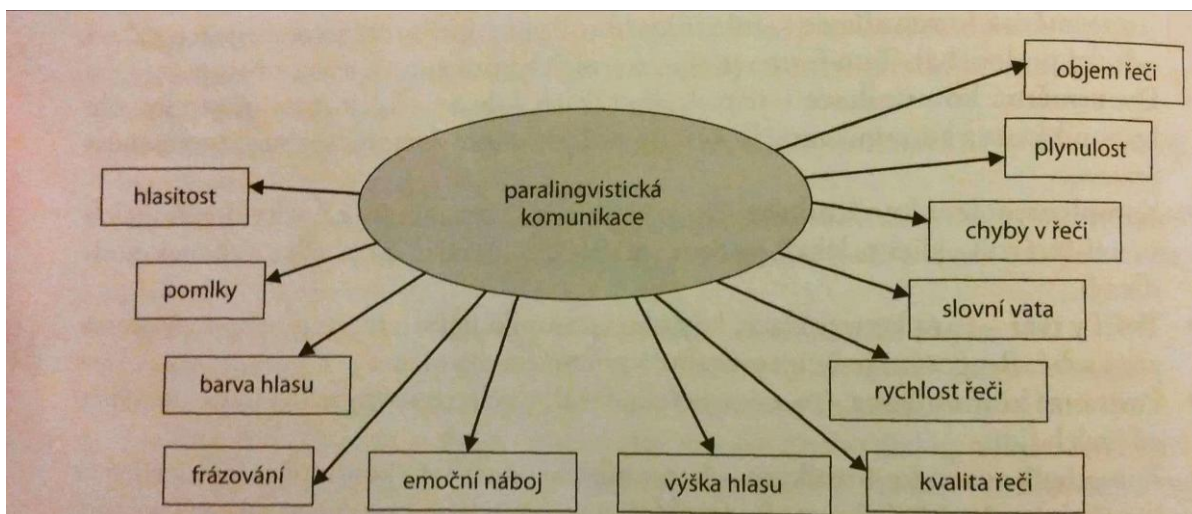 objem řeči
plynulost
hlasitost
paralingvistická
komunikace
chyby v řeči
pomlky
slovní vata
barva hlasu
rychlost řeči
frázování
emoční náboj
výška hlasu
kvalita řeči